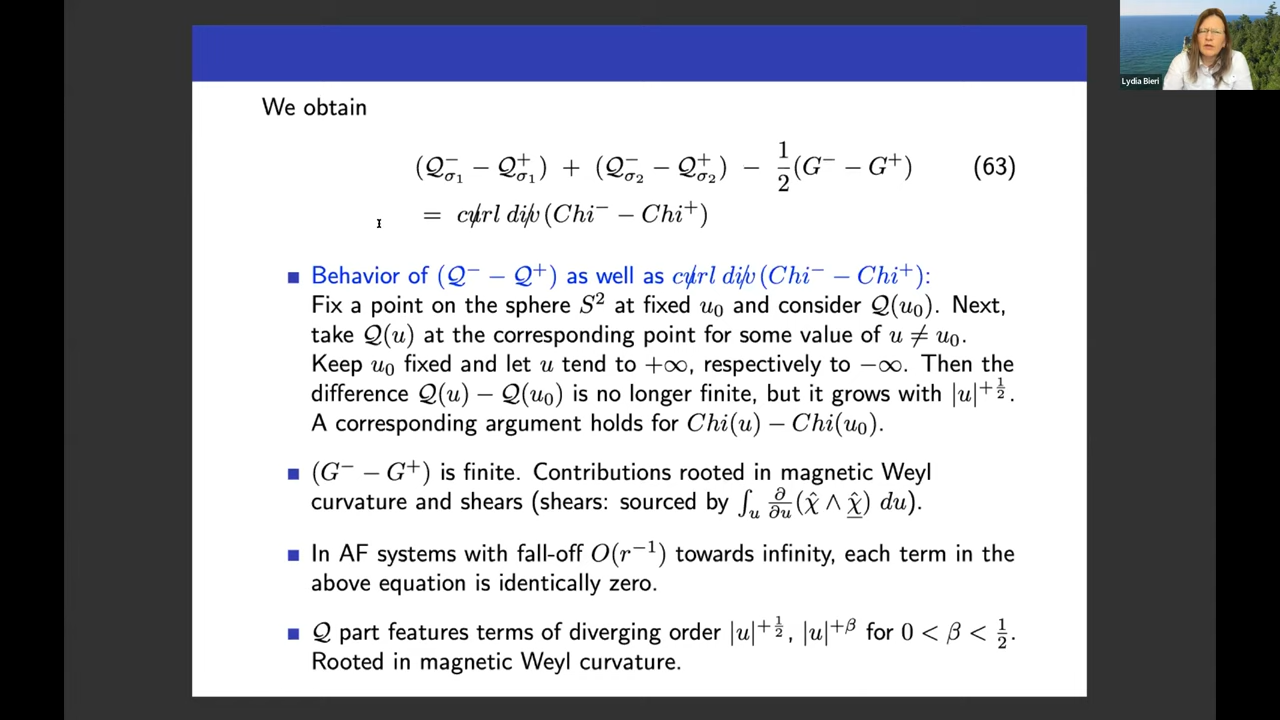 Lydia Bieri
We obtain
(𝒬⁻_σ₁ − 𝒬⁺_σ₁) + (𝒬⁻_σ₂ − 𝒬⁺_σ₂) − 1/2 (G⁻ − G⁺) (63)
= c̸url d̸iv (Chi⁻ − Chi⁺)
■ Behavior of (𝒬⁻ − 𝒬⁺) as well as c̸url d̸iv (Chi⁻ − Chi⁺):
Fix a point on the sphere S² at fixed u₀ and consider 𝒬(u₀). Next,
take 𝒬(u) at the corresponding point for some value of u ≠ u₀.
Keep u₀ fixed and let u tend to +∞, respectively to −∞. Then the
difference 𝒬(u) − 𝒬(u₀) is no longer finite, but it grows with |u|^{+1/2}.
A corresponding argument holds for Chi(u) − Chi(u₀).
■ (G⁻ − G⁺) is finite. Contributions rooted in magnetic Weyl
curvature and shears (shears: sourced by ∫_u ∂/∂u (χ̂ ∧ χ̲̂) du).
■ In AF systems with fall-off O(r⁻¹) towards infinity, each term in the
above equation is identically zero.
■ 𝒬 part features terms of diverging order |u|^{+1/2}, |u|^{+β} for 0 < β < 1/2.
Rooted in magnetic Weyl curvature.